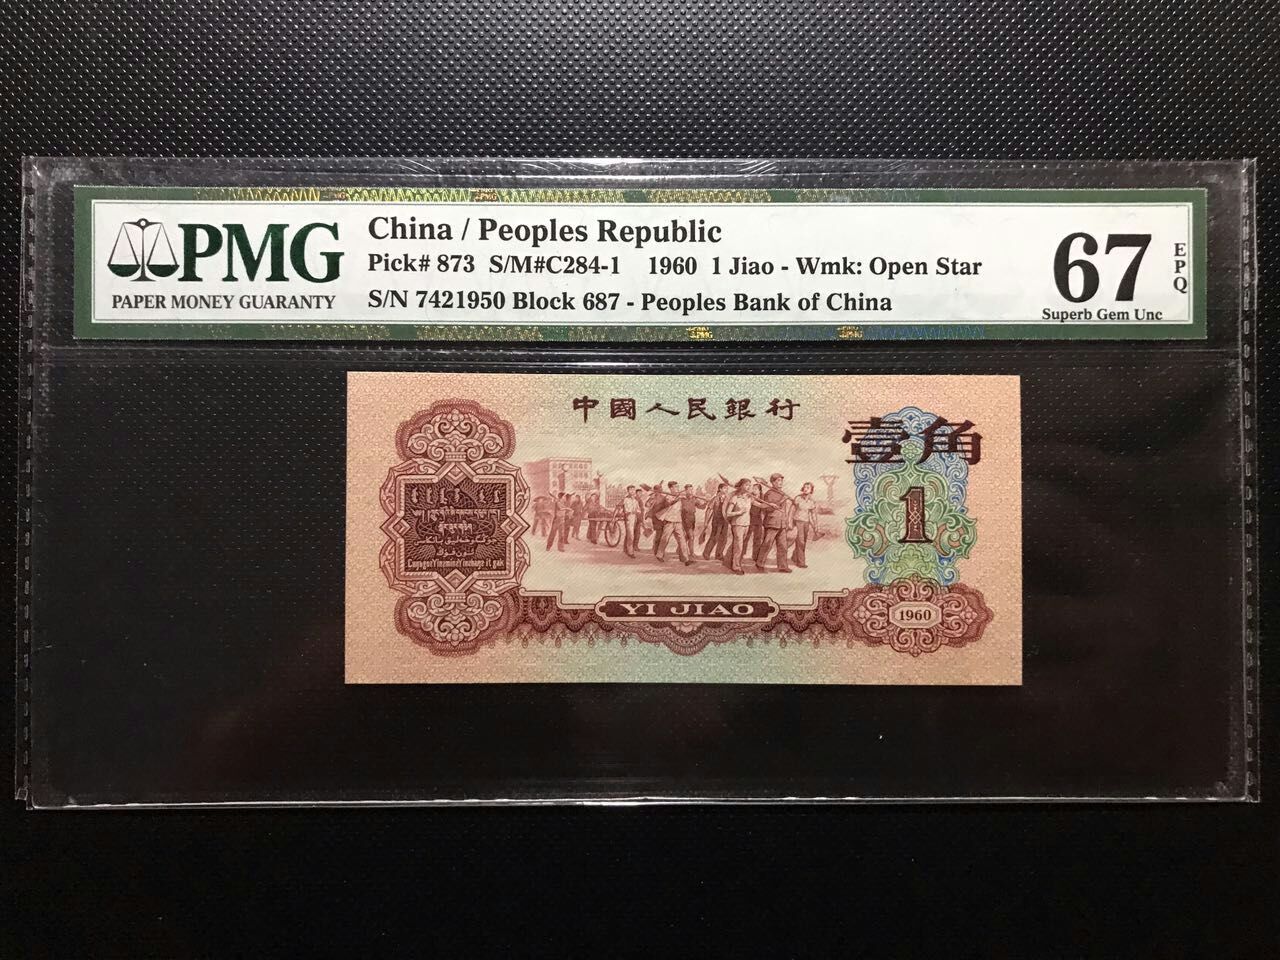 PMG
PAPER MONEY GUARANTY
China / Peoples Republic
Pick# 873 S/M#C284-1 1960 1 Jiao - Wmk: Open Star
S/N 7421950 Block 687 - Peoples Bank of China
67
EPQ
Superb Gem Unc
中國人民銀行
壹角
1
YI JIAO
1960